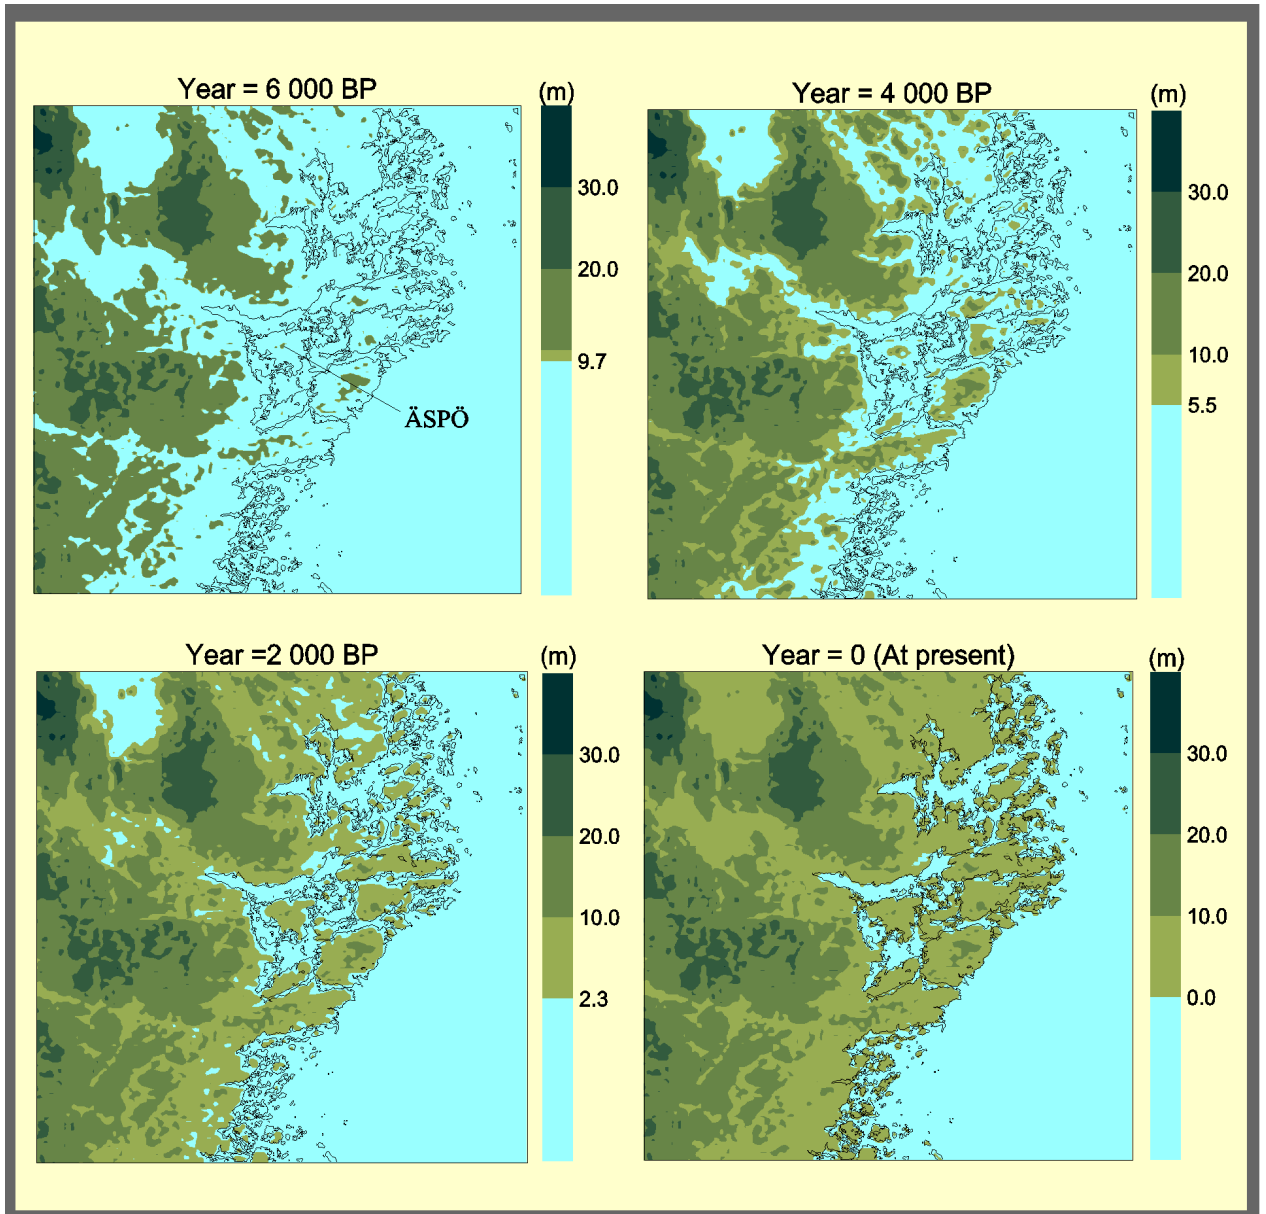 Year = 6 000 BP
(m)
30.0
20.0
9.7
ÄSPÖ
Year = 4 000 BP
(m)
30.0
20.0
10.0
5.5
Year =2 000 BP
(m)
30.0
20.0
10.0
2.3
Year = 0 (At present)
(m)
30.0
20.0
10.0
0.0